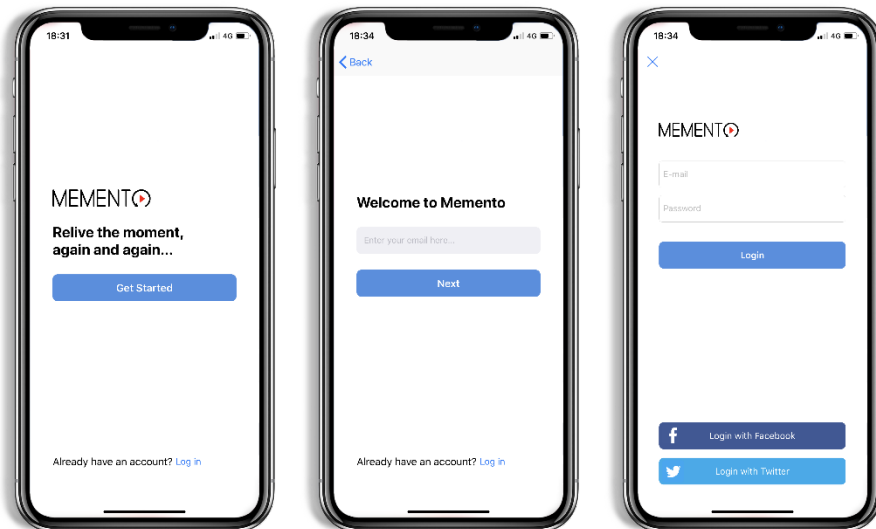 18:31
4G
MEMENTO
Relive the moment,
again and again...
Get Started
Already have an account? Log in
18:34
4G
Back
Welcome to Memento
Enter your email here...
Next
Already have an account? Log in
18:34
4G
MEMENTO
E-mail
Password
Login
Login with Facebook
Login with Twitter